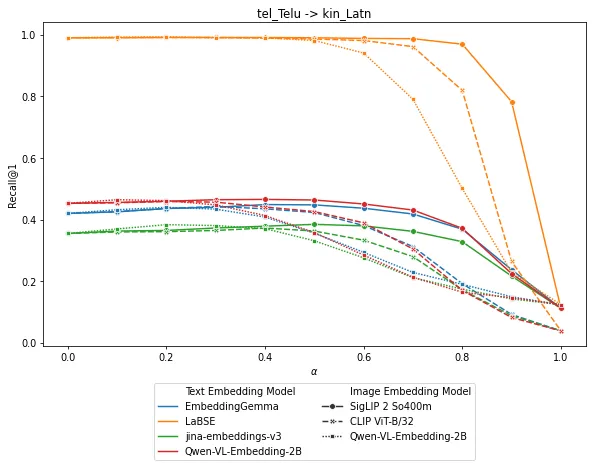 tel_Telu -> kin_Latn
Recall@1
1.0
0.8
0.6
0.4
0.2
0.0
0.0 0.2 0.4 0.6 0.8 1.0
α
Text Embedding Model
EmbeddingGemma
LaBSE
jina-embeddings-v3
Qwen-VL-Embedding-2B
Image Embedding Model
SigLIP 2 So400m
CLIP ViT-B/32
Qwen-VL-Embedding-2B